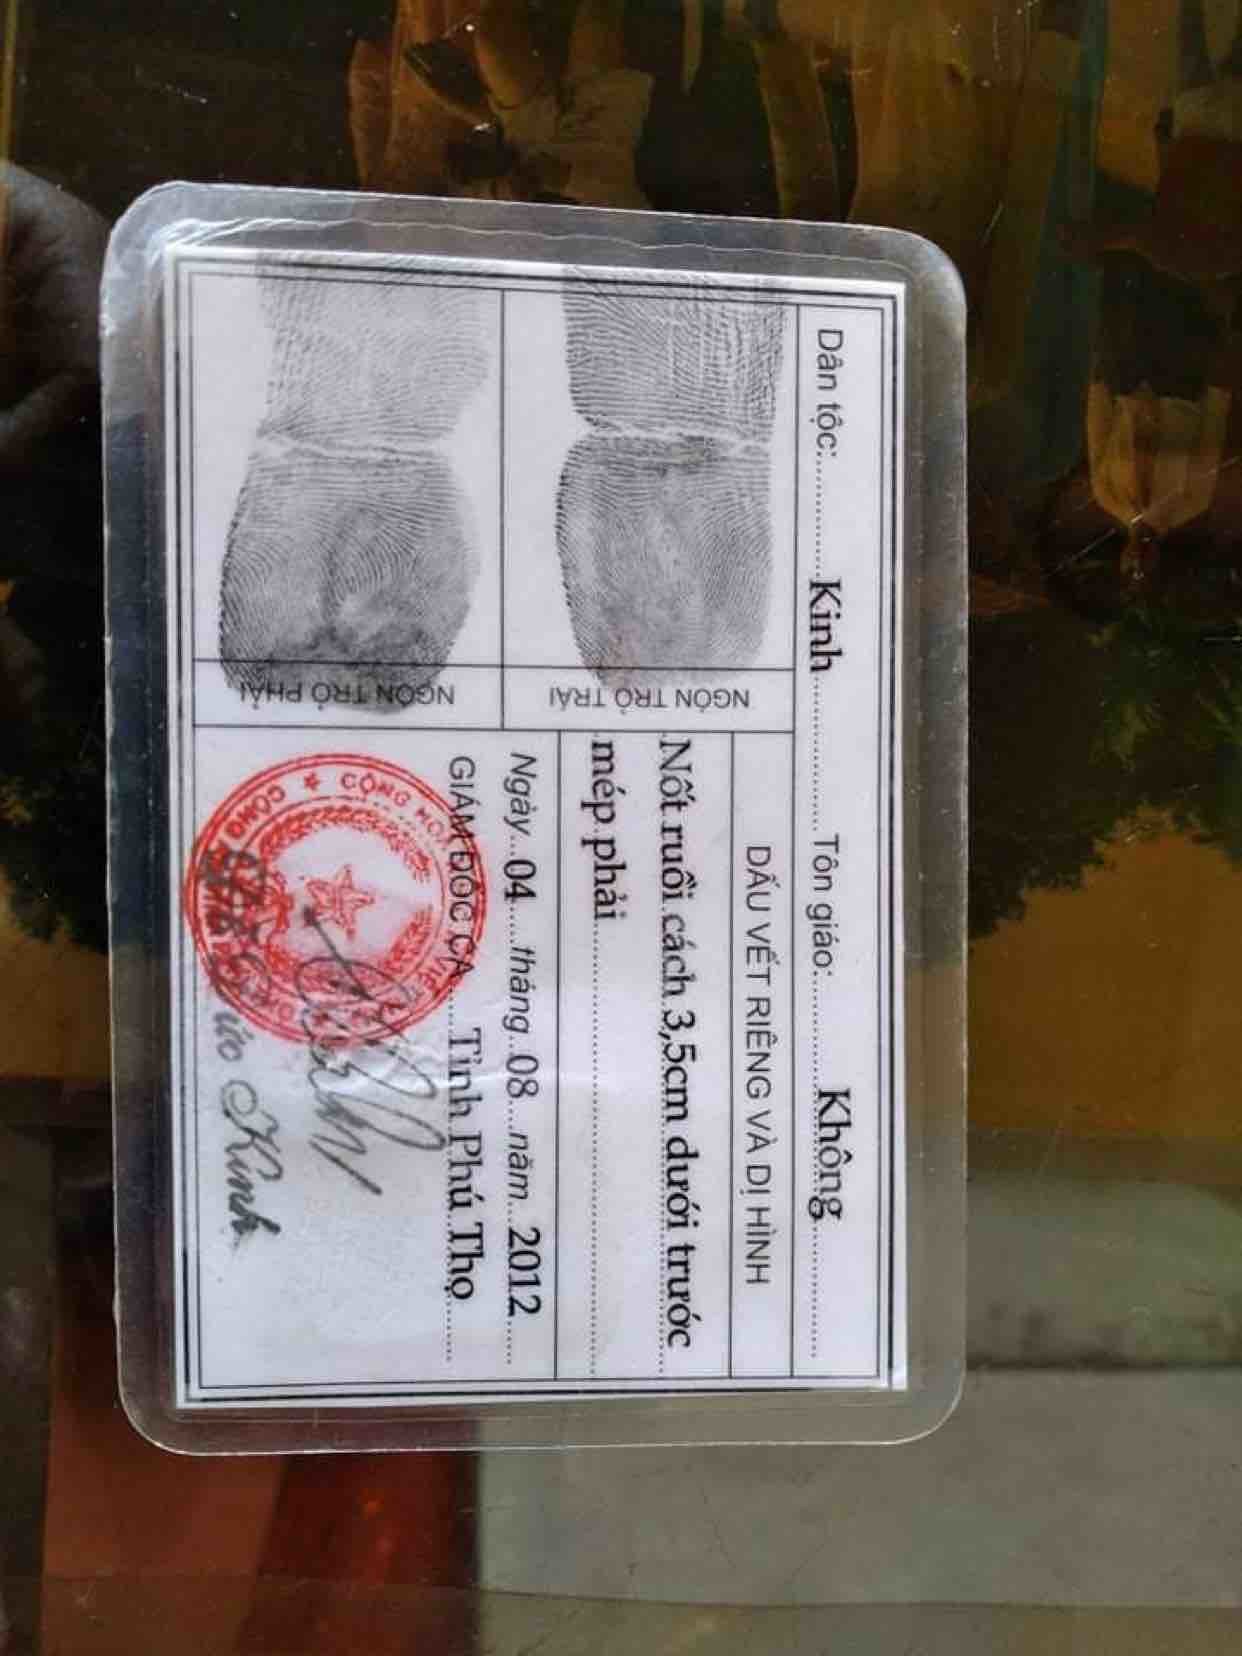 Dân tộc: Kinh Tôn giáo: Không
NGÓN TRỎ TRÁI
NGÓN TRỎ PHẢI
DẤU VẾT RIÊNG VÀ DỊ HÌNH
Nốt ruồi cách 3,5cm dưới trước
mép phải
Ngày 04 tháng 08 năm 2012
GIÁM ĐỐC CA Tỉnh Phú Thọ
CỘNG HÒA